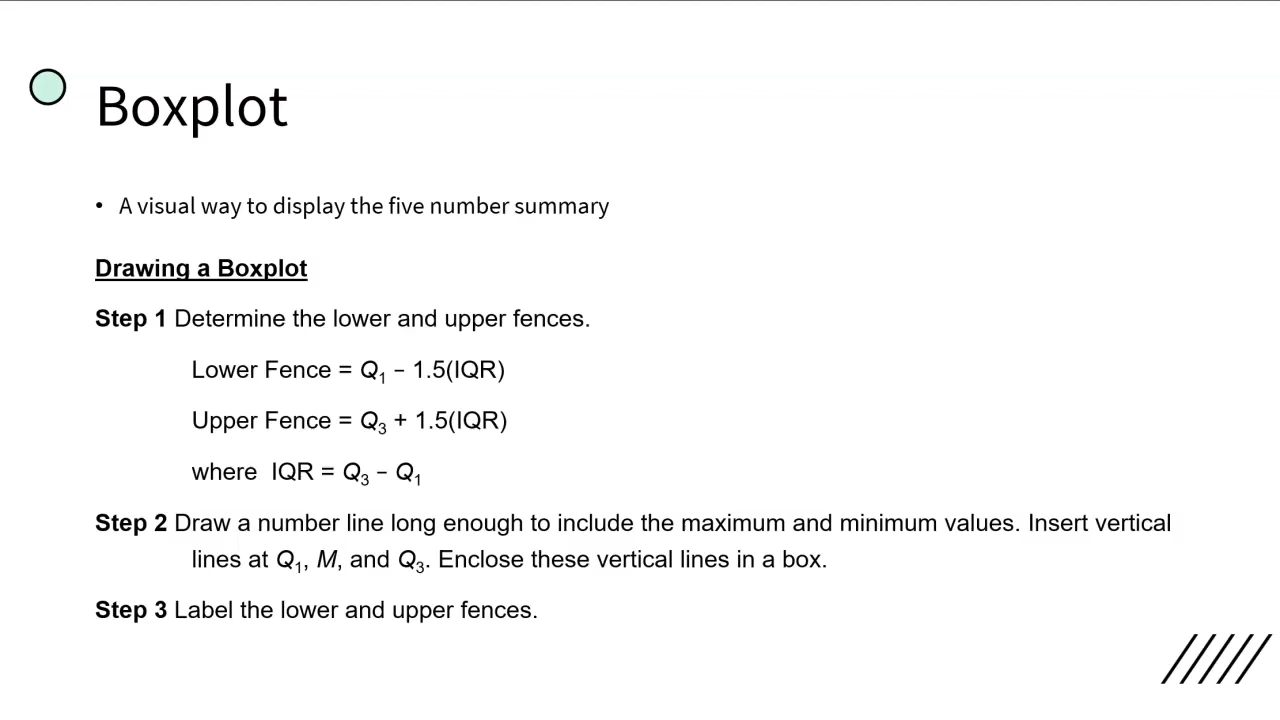 Boxplot
• A visual way to display the five number summary
Drawing a Boxplot
Step 1 Determine the lower and upper fences.
Lower Fence = Q₁ − 1.5(IQR)
Upper Fence = Q₃ + 1.5(IQR)
where IQR = Q₃ − Q₁
Step 2 Draw a number line long enough to include the maximum and minimum values. Insert vertical
lines at Q₁, M, and Q₃. Enclose these vertical lines in a box.
Step 3 Label the lower and upper fences.